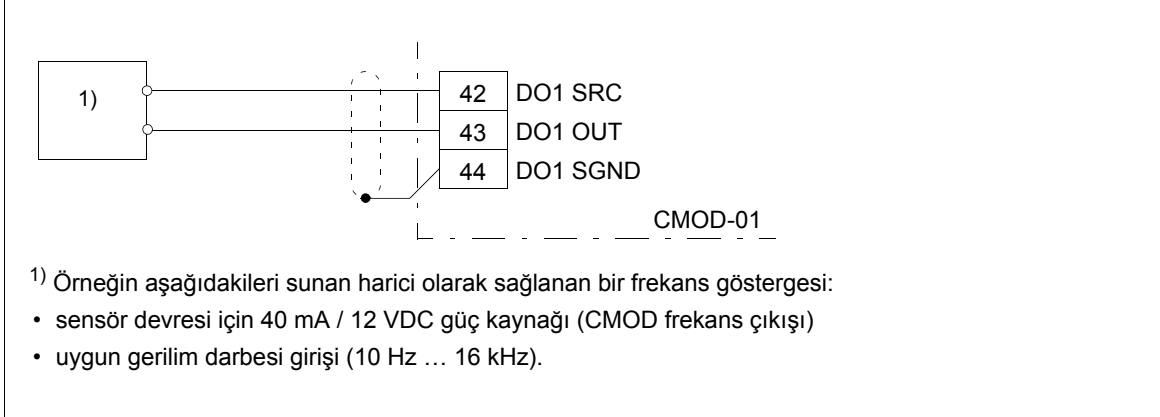 1)
42 DO1 SRC
43 DO1 OUT
44 DO1 SGND
CMOD-01
1) Örneğin aşağıdakileri sunan harici olarak sağlanan bir frekans göstergesi:
• sensör devresi için 40 mA / 12 VDC güç kaynağı (CMOD frekans çıkışı)
• uygun gerilim darbesi girişi (10 Hz … 16 kHz).